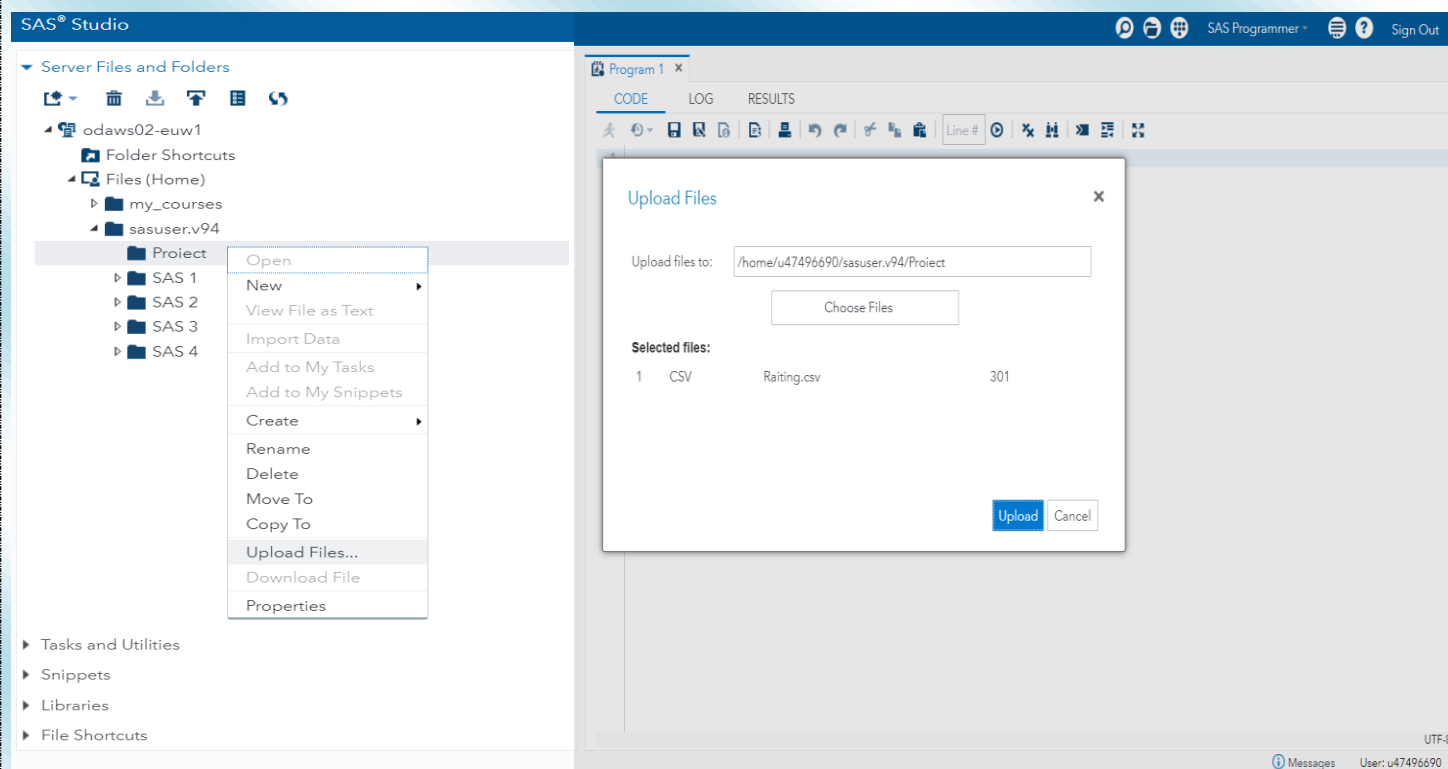 SAS® Studio
SAS Programmer
Sign Out
Server Files and Folders
odaws02-euw1
Folder Shortcuts
Files (Home)
my_courses
sasuser.v94
Proiect
SAS 1
SAS 2
SAS 3
SAS 4
Open
New
View File as Text
Import Data
Add to My Tasks
Add to My Snippets
Create
Rename
Delete
Move To
Copy To
Upload Files...
Download File
Properties
Tasks and Utilities
Snippets
Libraries
File Shortcuts
Program 1
CODE LOG RESULTS
Line #
Upload Files
Upload files to: /home/u47496690/sasuser.v94/Proiect
Choose Files
Selected files:
1 CSV Raiting.csv 301
Upload Cancel
UTF-8
Messages User: u47496690